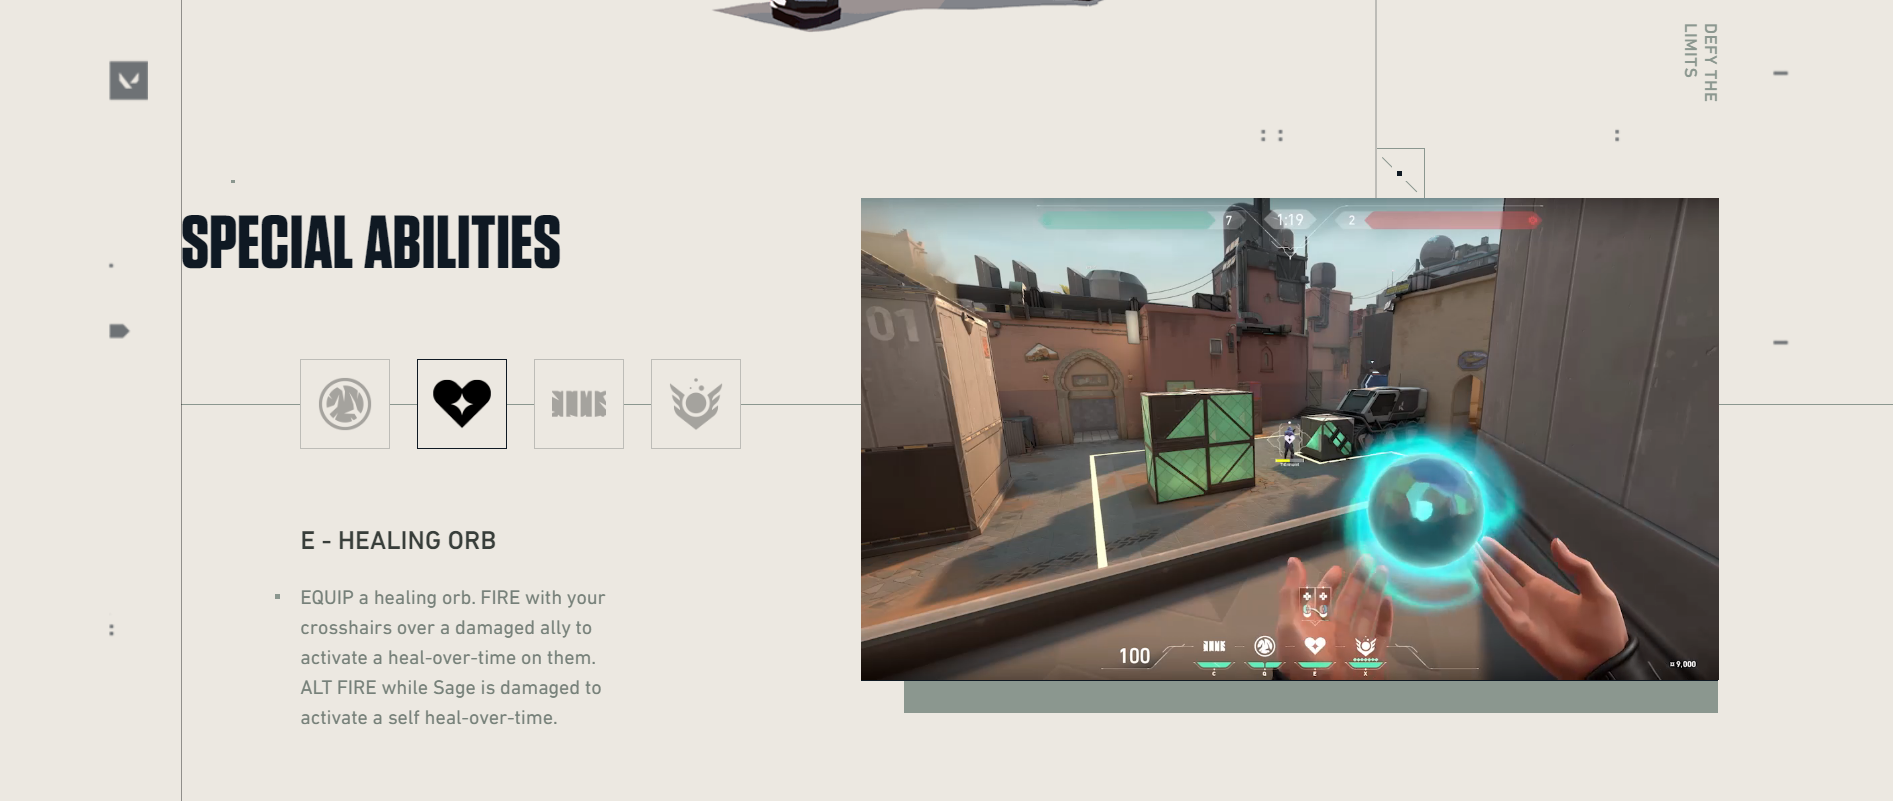 DEFY THE
LIMITS
SPECIAL ABILITIES
E - HEALING ORB
EQUIP a healing orb. FIRE with your
crosshairs over a damaged ally to
activate a heal-over-time on them.
ALT FIRE while Sage is damaged to
activate a self heal-over-time.
7 1:19 2
01
100
C Q E X
9,000